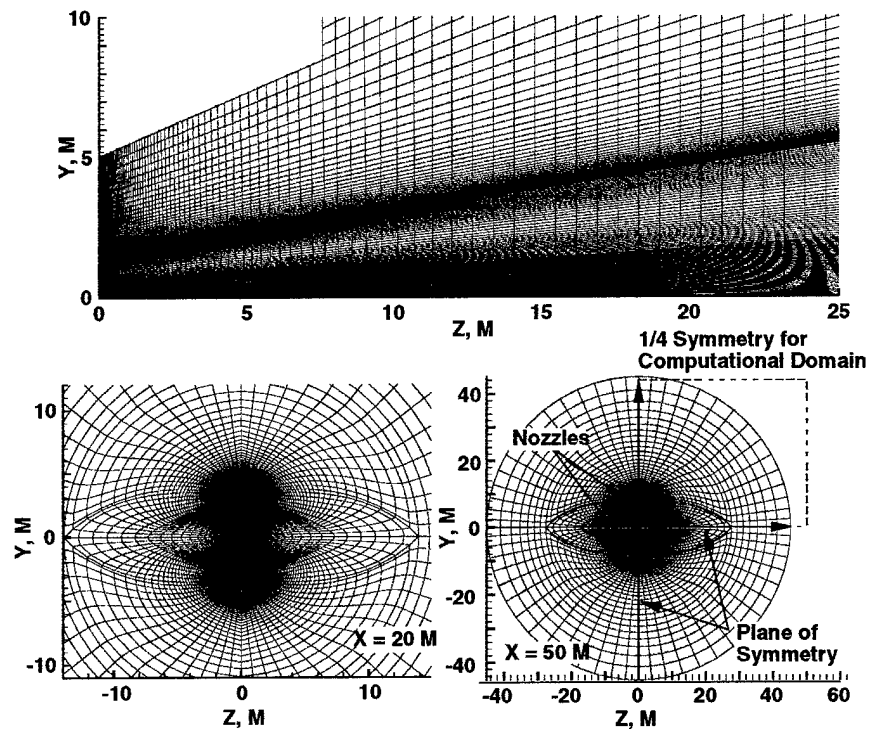 10
Y, M
5
0
0
5
10
15
20
25
Z, M
1/4 Symmetry for
Computational Domain
10
Y, M
0
-10
X = 20 M
-10
0
10
Z, M
40
Nozzles
20
Y, M
0
-20
-40
X = 50 M
Plane of
Symmetry
-40
-20
0
20
40
60
Z, M